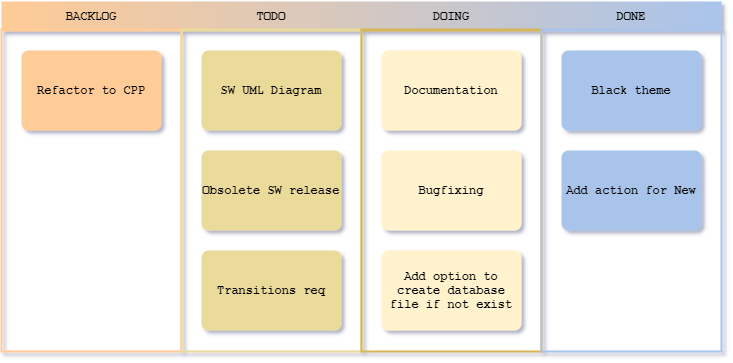 BACKLOG
TODO
DOING
DONE
Refactor to CPP
SW UML Diagram
Documentation
Black theme
Obsolete SW release
Bugfixing
Add action for New
Transitions req
Add option to
create database
file if not exist